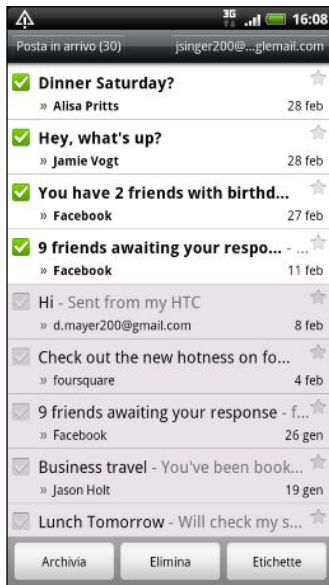 3G 16:08
Posta in arrivo (30) jsinger200@...glemail.com
Dinner Saturday?
» Alisa Pritts 28 feb
Hey, what's up?
» Jamie Vogt 28 feb
You have 2 friends with birthd...
» Facebook 27 feb
9 friends awaiting your respo... - ...
» Facebook 11 feb
Hi - Sent from my HTC
» d.mayer200@gmail.com 8 feb
Check out the new hotness on fo...
» foursquare 4 feb
9 friends awaiting your response - f...
» Facebook 26 gen
Business travel - You've been book...
» Jason Holt 19 gen
Lunch Tomorrow - Will check my s...
Archivia Elimina Etichette